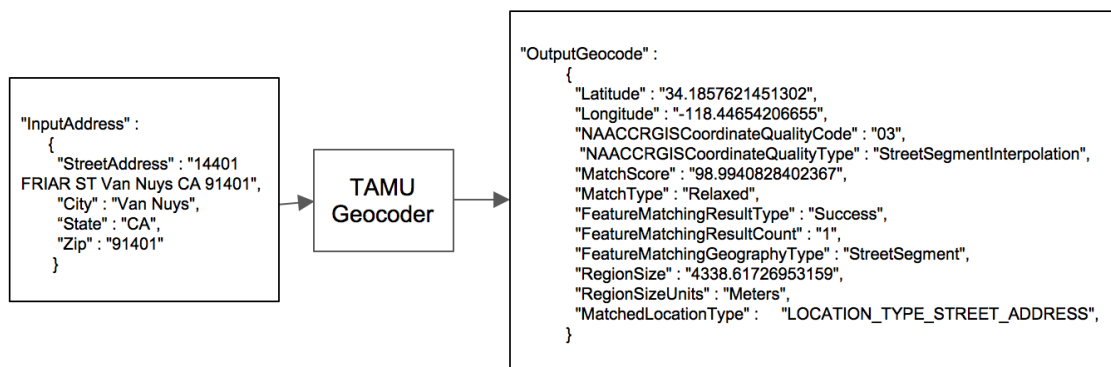 "InputAddress" :
{
"StreetAddress" : "14401
FRIAR ST Van Nuys CA 91401",
"City" : "Van Nuys",
“State" : "CA”,
"Zip" : "91401"
}
TAMU
Geocoder
"OutputGeocode" :
{
"Latitude" : "34.1857621451302",
"Longitude" : "-118.44654206655",
"NAACCRGISCoordinateQualityCode" : "03"
"NAACCRGISCoordinateQualityType" : "StreetSegmentInterpolation",
"MatchScore" : "98.9940828402367",
"MatchType" : "Relaxed",
"FeatureMatchingResultType" : "Success",
"FeatureMatchingResultCount" : "1",
"FeatureMatchingGeographyType" : "StreetSegment",
"RegionSize" : "4338.61726953159",
"RegionSizeUnits" : "Meters",
"MatchedLocationType" : "LOCATION_TYPE_STREET_ADDRESS",
}